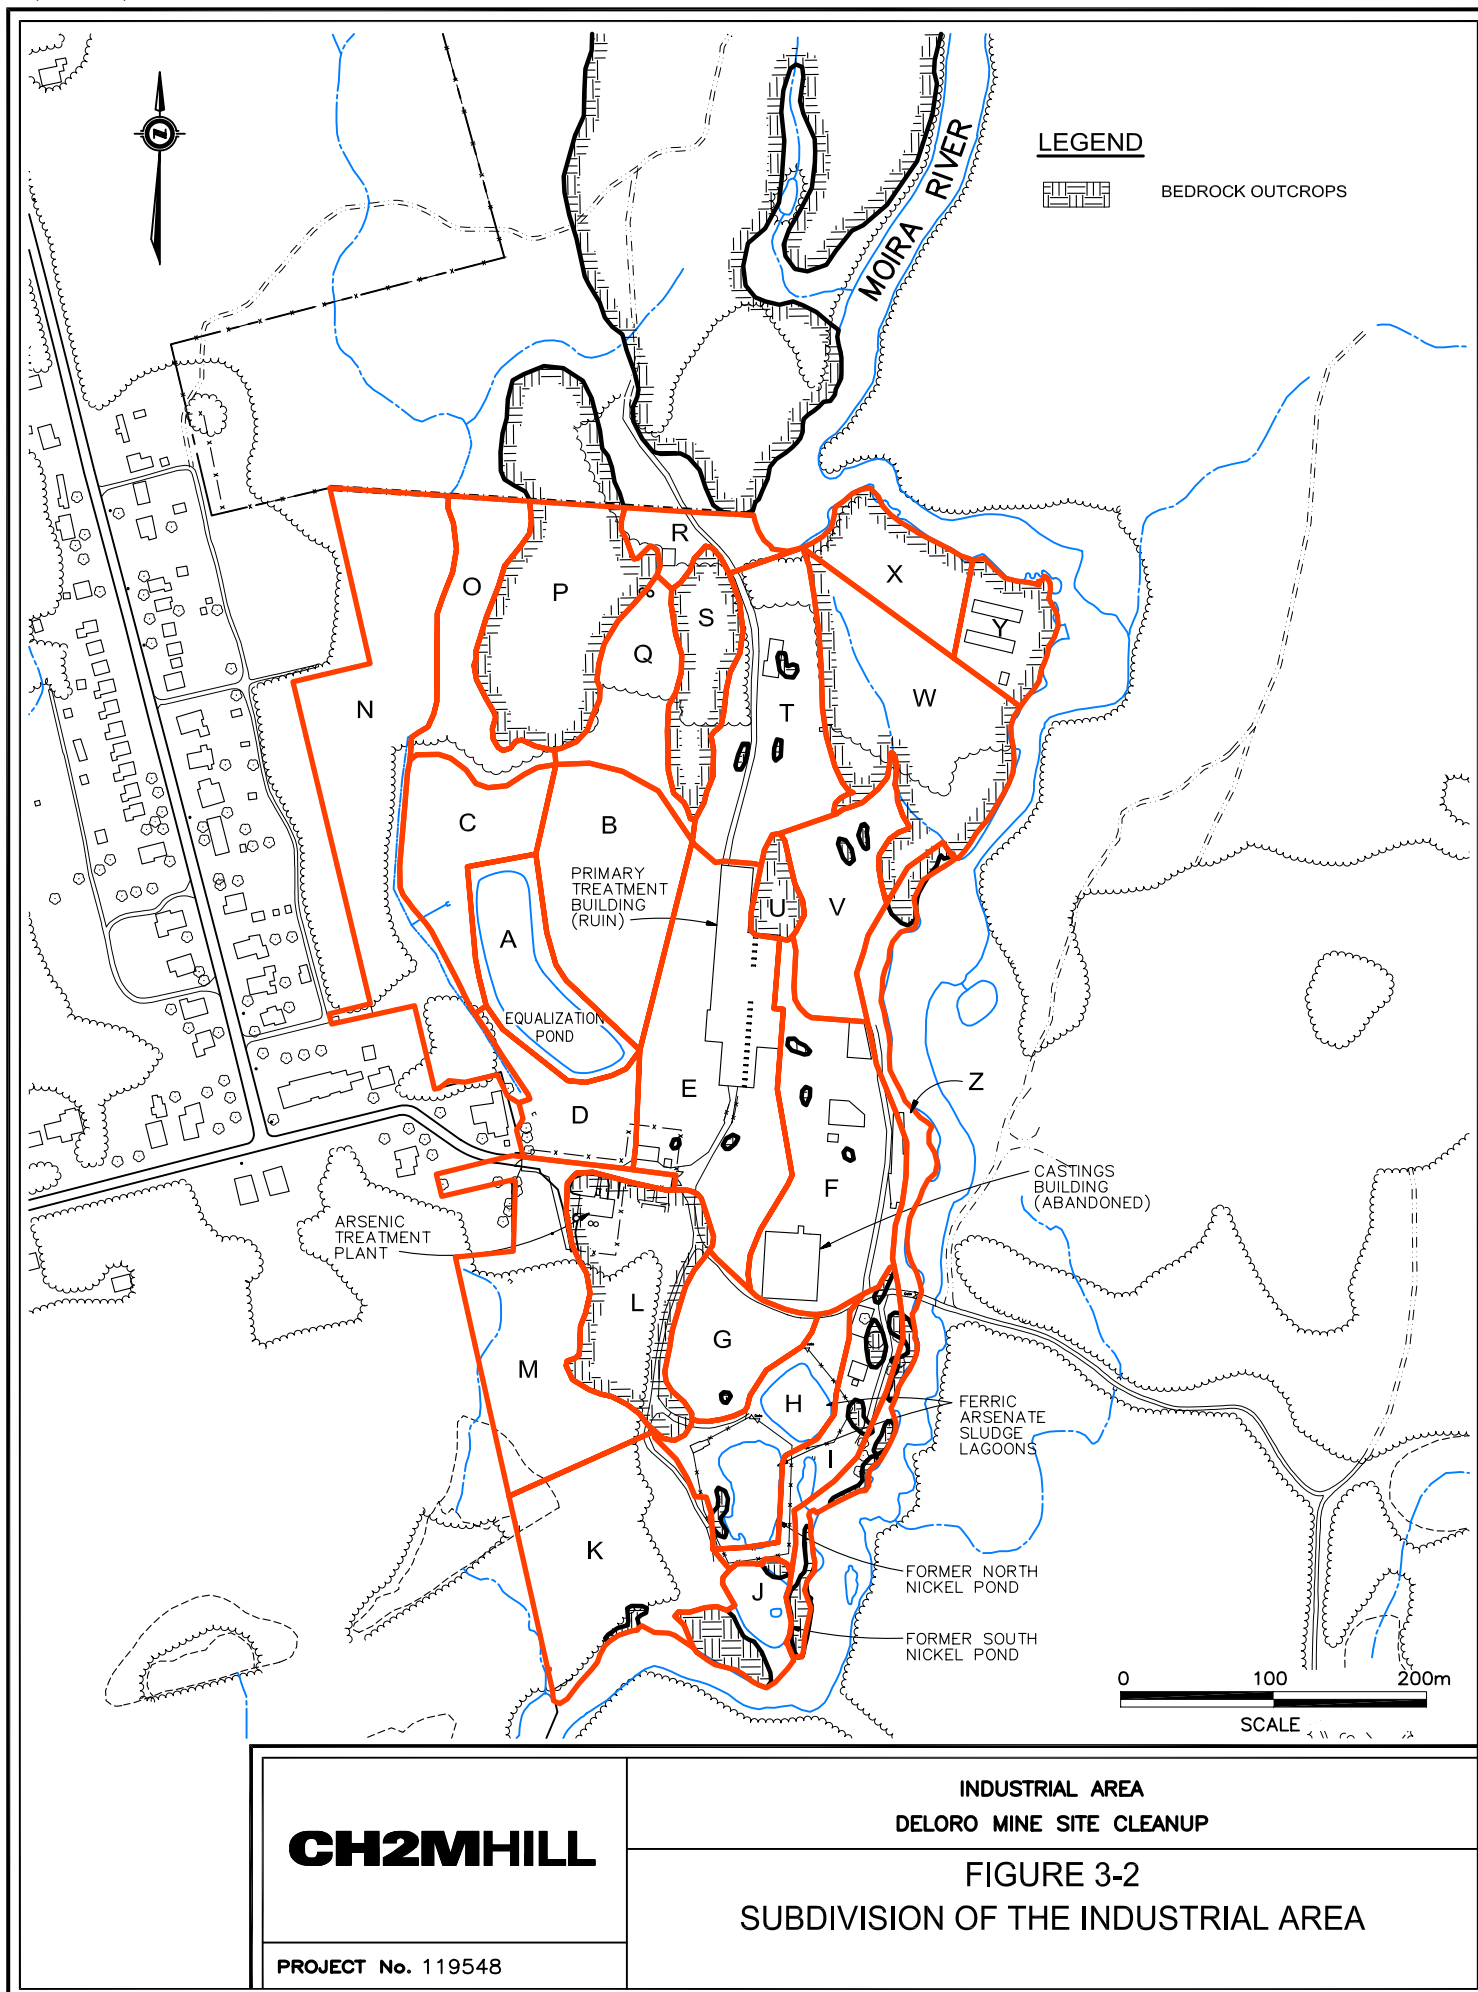 MOIRA RIVER
LEGEND
BEDROCK OUTCROPS
R
X
O
P
Y
S
Q
W
N
T
C
B
PRIMARY
TREATMENT
BUILDING
(RUIN)
U
V
A
EQUALIZATION
POND
Z
E
D
F
CASTINGS
BUILDING
(ABANDONED)
ARSENIC
TREATMENT
PLANT
L
G
M
H
FERRIC
ARSENATE
SLUDGE
LAGOONS
I
K
FORMER NORTH
NICKEL POND
J
FORMER SOUTH
NICKEL POND
0 100 200m
SCALE
INDUSTRIAL AREA
DELORO MINE SITE CLEANUP
CH2MHILL
FIGURE 3-2
SUBDIVISION OF THE INDUSTRIAL AREA
PROJECT No. 119548